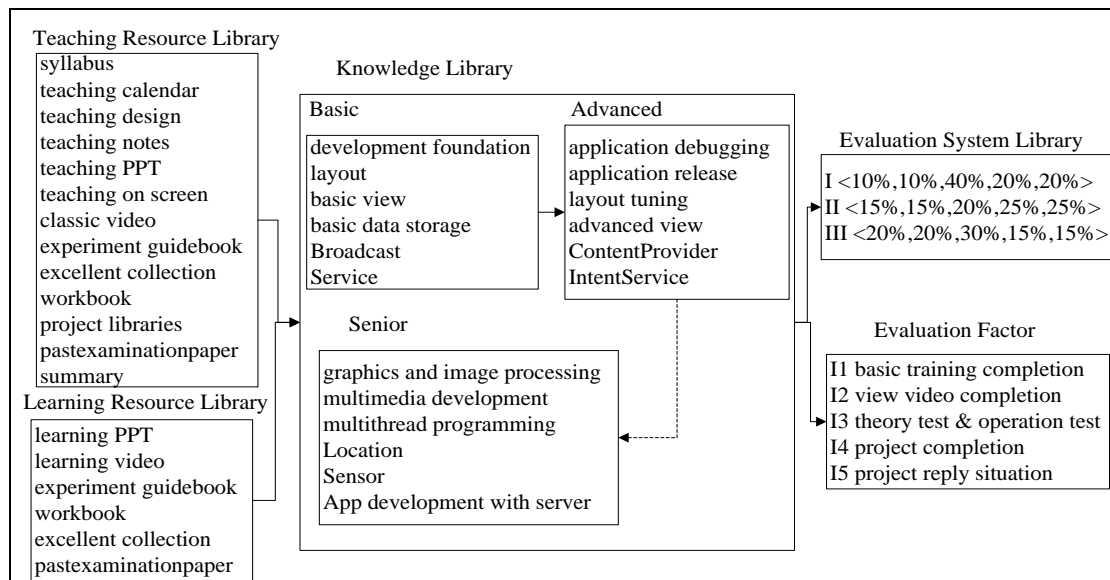 Teaching Resource Library
syllabus
teaching calendar
teaching design
teaching notes
teaching PPT
teaching on screen
classic video
experiment guidebook
excellent collection
workbook
project libraries
pastexaminationpaper
summary
Learning Resource Library
learning PPT
learning video
experiment guidebook
workbook
excellent collection
pastexaminationpaper
Knowledge Library
Basic
development foundation
layout
basic view
basic data storage
Broadcast
Service
Advanced
application debugging
application release
layout tuning
advanced view
ContentProvider
IntentService
Senior
graphics and image processing
multimedia development
multithread programming
Location
Sensor
App development with server
Evaluation System Library
I <10%,10%,40%,20%,20%>
II <15%,15%,20%,25%,25%>
III <20%,20%,30%,15%,15%>
Evaluation Factor
I1 basic training completion
I2 view video completion
I3 theory test & operation test
I4 project completion
I5 project reply situation